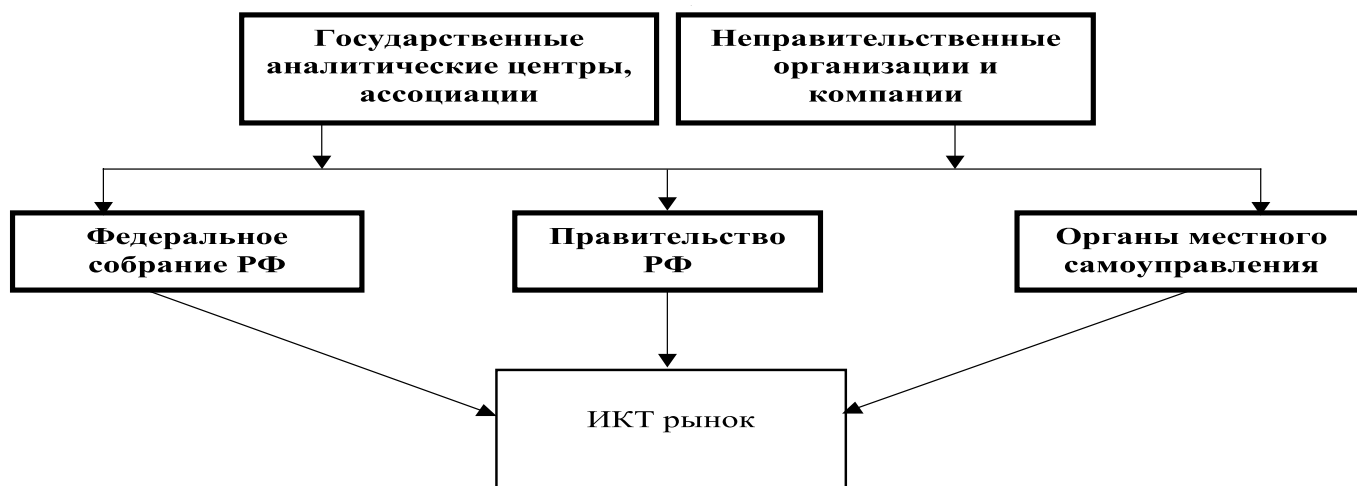 Государственные
аналитические центры,
ассоциации
Неправительственные
организации и
компании
Федеральное
собрание РФ
Правительство
РФ
Органы местного
самоуправления
ИКТ рынок